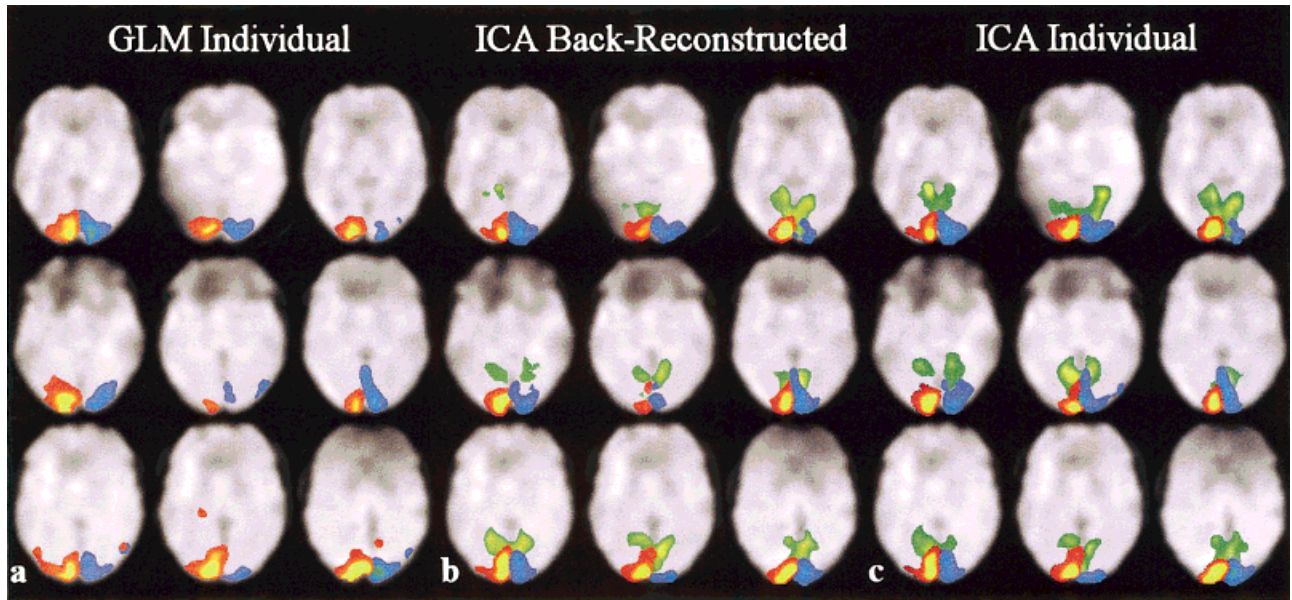 GLM Individual
ICA Back-Reconstructed
ICA Individual
a
b
c